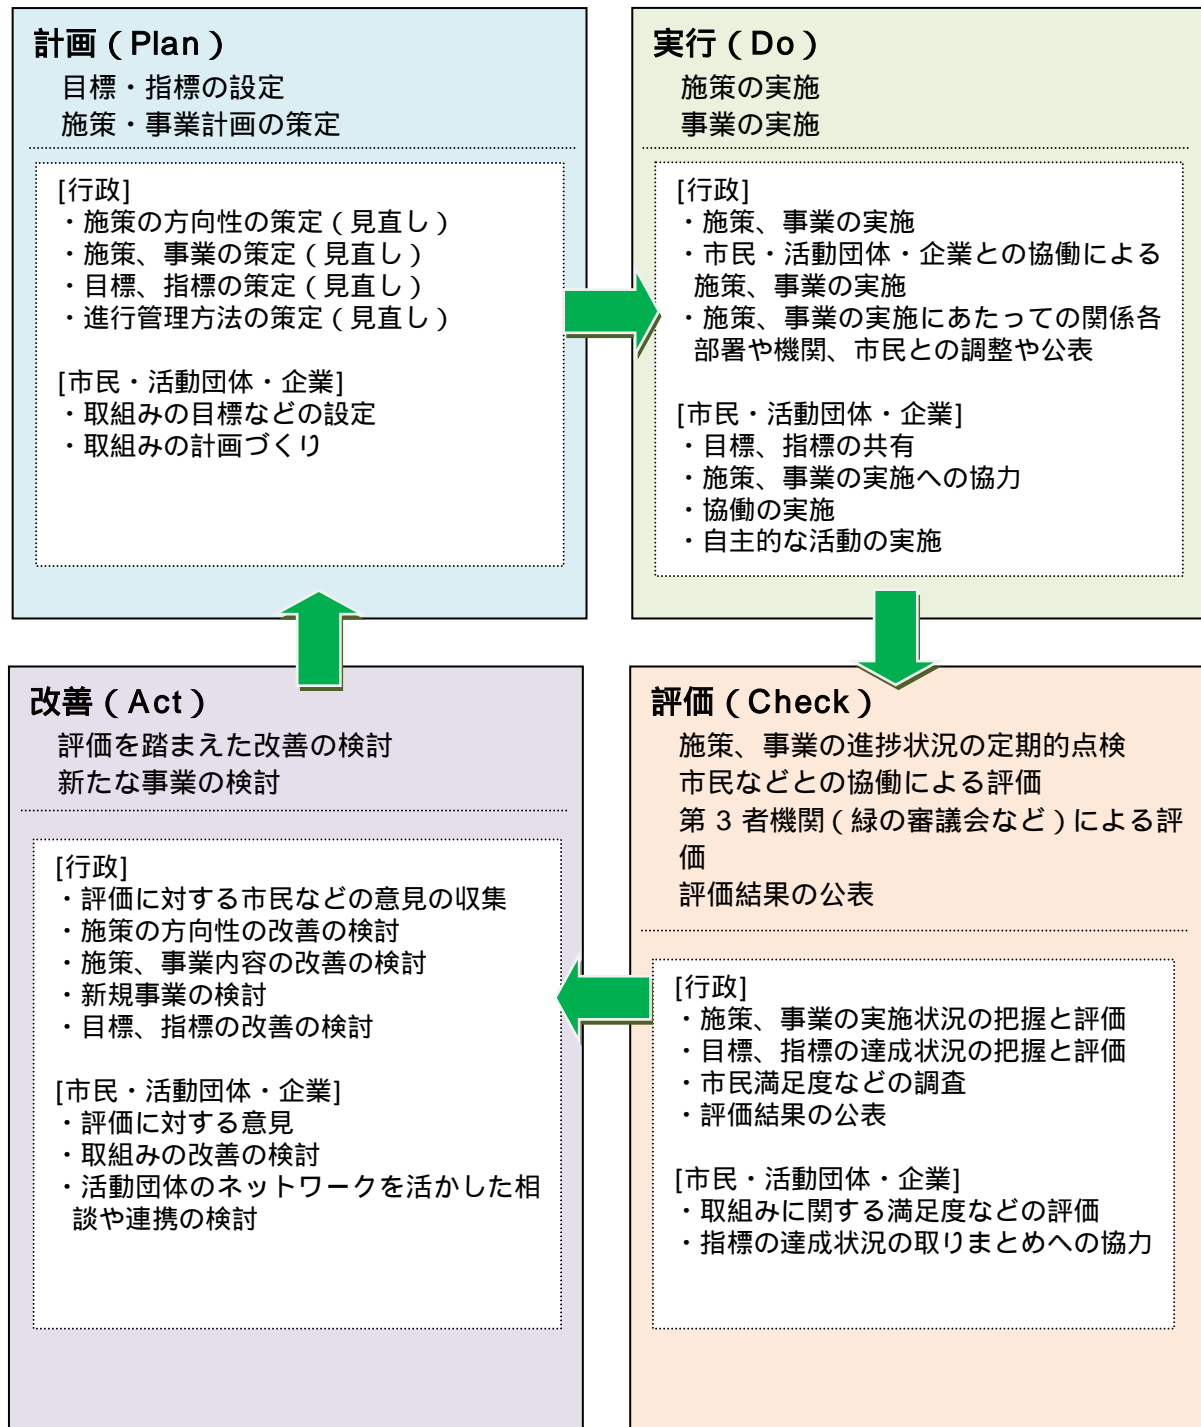 計画（Plan）
目標・指標の設定
施策・事業計画の策定
[行政]
・施策の方向性の策定（見直し）
・施策、事業の策定（見直し）
・目標、指標の策定（見直し）
・進行管理方法の策定（見直し）
[市民・活動団体・企業]
・取組みの目標などの設定
・取組みの計画づくり
実行（Do）
施策の実施
事業の実施
[行政]
・施策、事業の実施
・市民・活動団体・企業との協働による
施策、事業の実施
・施策、事業の実施にあたっての関係各
部署や機関、市民との調整や公表
[市民・活動団体・企業]
・目標、指標の共有
・施策、事業の実施への協力
・協働の実施
・自主的な活動の実施
改善（Act）
評価を踏まえた改善の検討
新たな事業の検討
[行政]
・評価に対する市民などの意見の収集
・施策の方向性の改善の検討
・施策、事業内容の改善の検討
・新規事業の検討
・目標、指標の改善の検討
[市民・活動団体・企業]
・評価に対する意見
・取組みの改善の検討
・活動団体のネットワークを活かした相
談や連携の検討
評価（Check）
施策、事業の進捗状況の定期的点検
市民などとの協働による評価
第 3 者機関（緑の審議会など）による評
価
評価結果の公表
[行政]
・施策、事業の実施状況の把握と評価
・目標、指標の達成状況の把握と評価
・市民満足度などの調査
・評価結果の公表
[市民・活動団体・企業]
・取組みに関する満足度などの評価
・指標の達成状況の取りまとめへの協力